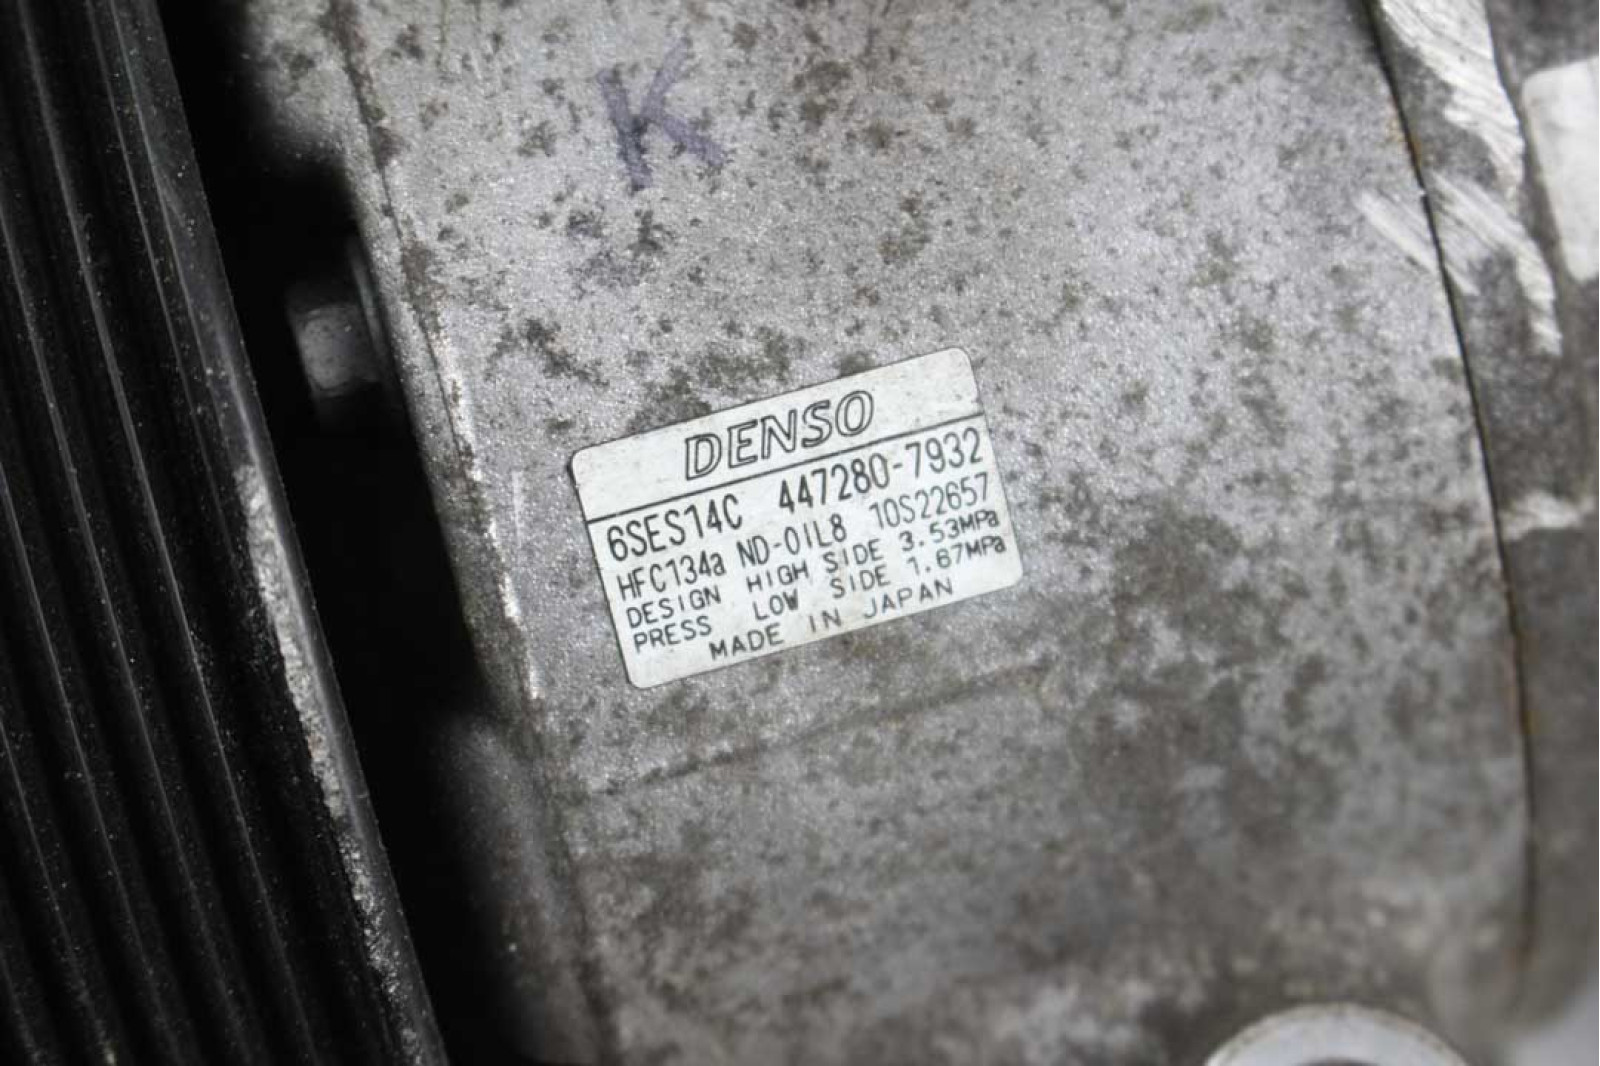 K
DENSO
6SES14C 447280-7932
HFC134a ND-OIL8 10S22657
DESIGN HIGH SIDE 3.53MPa
PRESS LOW SIDE 1.67MPa
MADE IN JAPAN